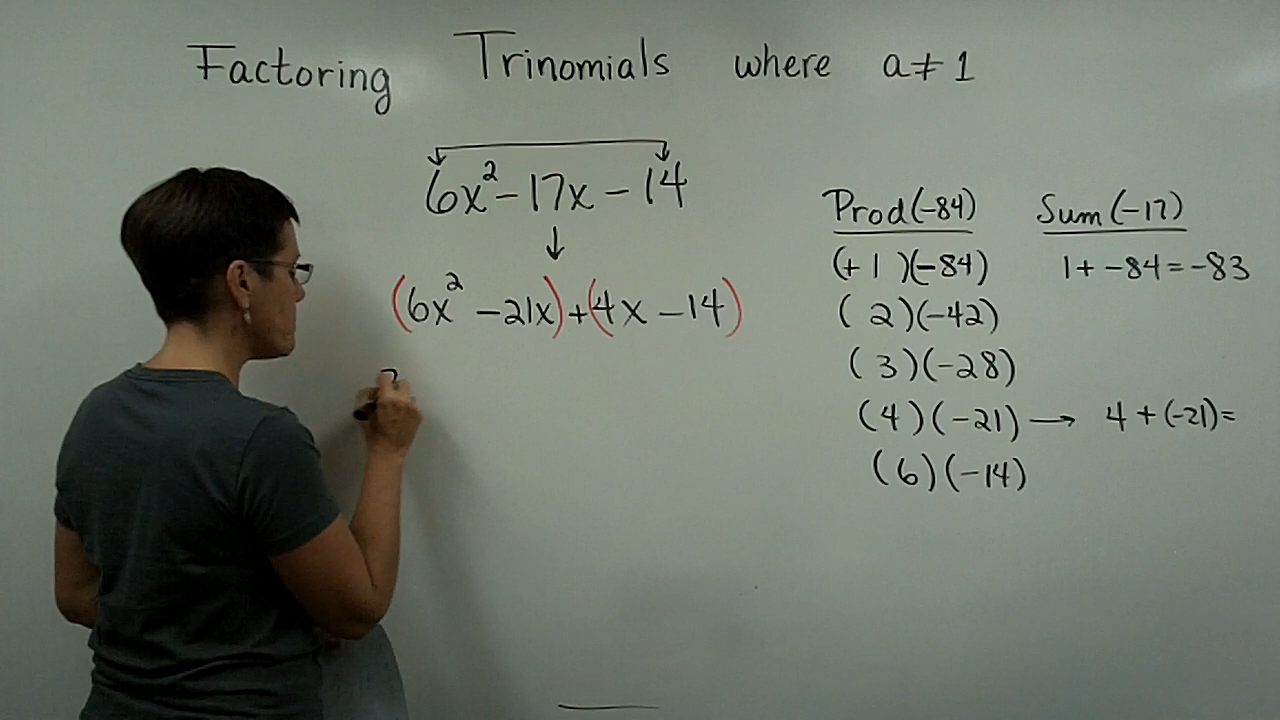 Factoring Trinomials where a≠1
6x²-17x-14
(6x²-21x)+(4x-14)
3
Prod(-84)
(+1)(-84)
(2)(-42)
(3)(-28)
(4)(-21)→
(6)(-14)
Sum(-17)
1+-84=-83
4+(-21)=